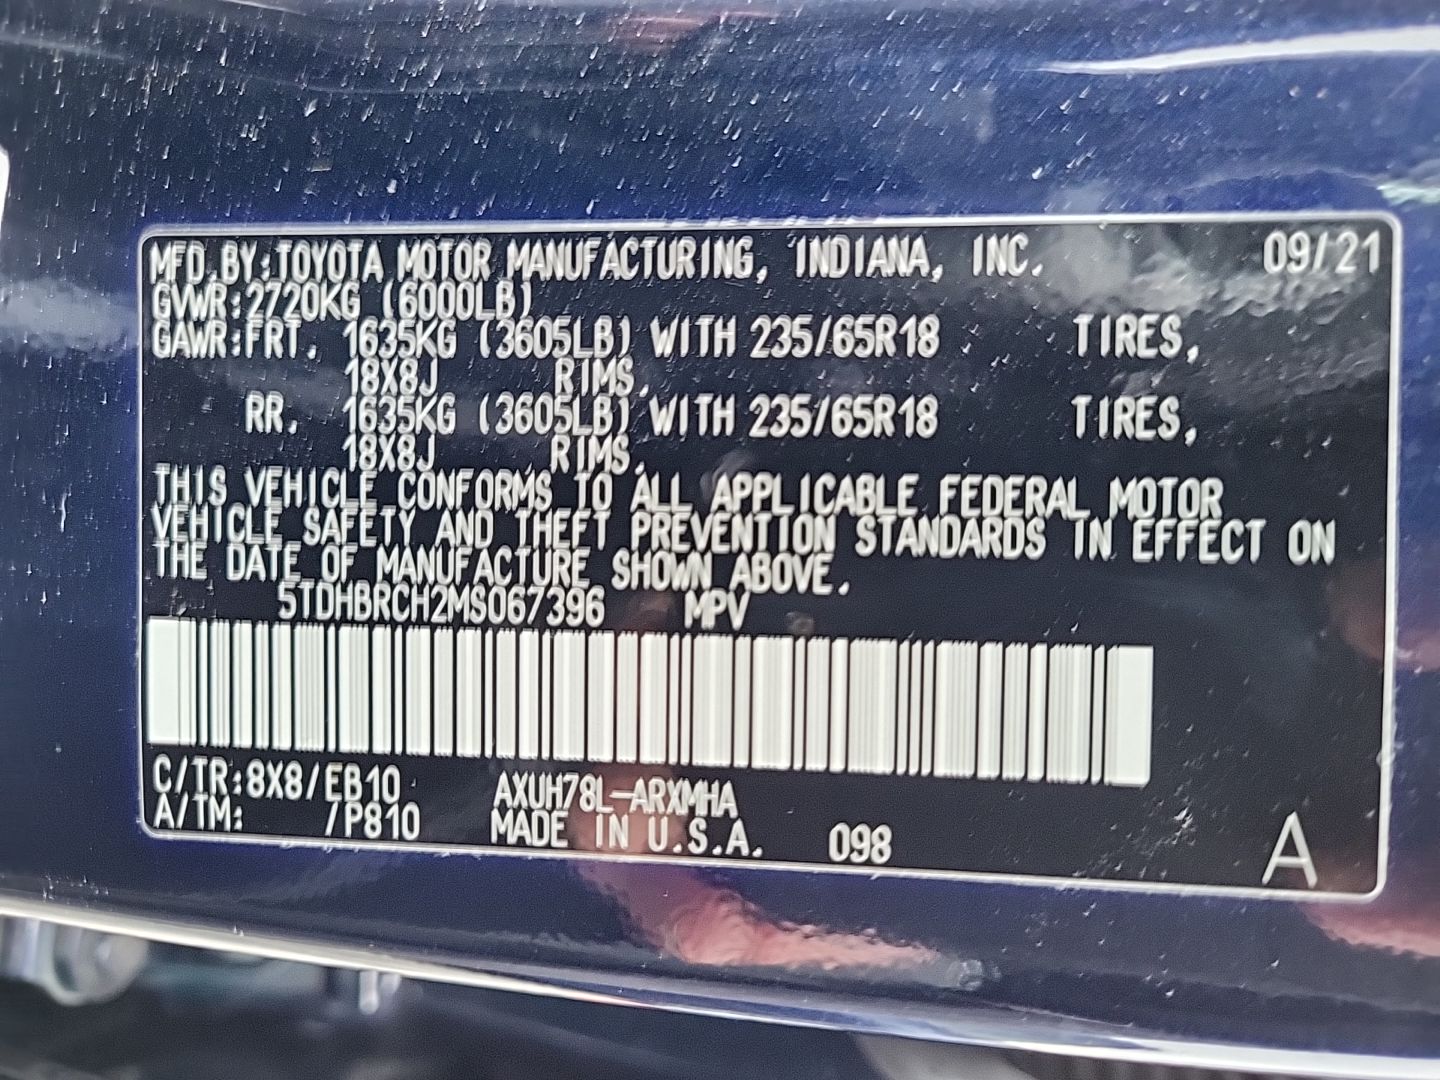 MFD.BY:TOYOTA MOTOR MANUFACTURING, INDIANA, INC. 09/21
GVWR:2720KG (6000LB)
GAWR:FRT. 1635KG (3605LB) WITH 235/65R18 TIRES,
18X8J RIMS.
RR. 1635KG (3605LB) WITH 235/65R18 TIRES,
18X8J RIMS.
THIS VEHICLE CONFORMS TO ALL APPLICABLE FEDERAL MOTOR
VEHICLE SAFETY AND THEFT PREVENTION STANDARDS IN EFFECT ON
THE DATE OF MANUFACTURE SHOWN ABOVE.
5TDHBRCH2MS067396 MPV
C/TR:8X8/EB10 AXUH78L-ARXMHA
A/TM: /P810 MADE IN U.S.A. 098 A